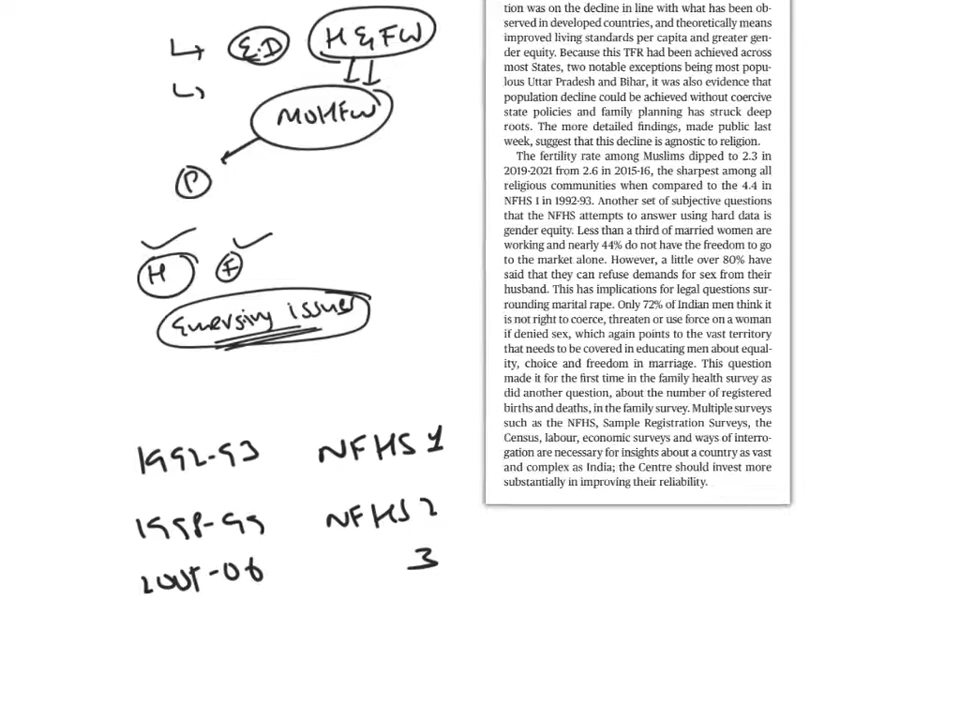 ↳ E.D H & FW
↳
MOHFW
P
H F
Emerging issues
1992-93 NFHS 1
1998-99 NFHS 2
2005-06 3
tion was on the decline in line with what has been ob-
served in developed countries, and theoretically means
improved living standards per capita and greater gen-
der equity. Because this TFR had been achieved across
most States, two notable exceptions being most popu-
lous Uttar Pradesh and Bihar, it was also evidence that
population decline could be achieved without coercive
state policies and family planning has struck deep
roots. The more detailed findings, made public last
week, suggest that this decline is agnostic to religion.
The fertility rate among Muslims dipped to 2.3 in
2019-2021 from 2.6 in 2015-16, the sharpest among all
religious communities when compared to the 4.4 in
NFHS 1 in 1992-93. Another set of subjective questions
that the NFHS attempts to answer using hard data is
gender equity. Less than a third of married women are
working and nearly 44% do not have the freedom to go
to the market alone. However, a little over 80% have
said that they can refuse demands for sex from their
husband. This has implications for legal questions sur-
rounding marital rape. Only 72% of Indian men think it
is not right to coerce, threaten or use force on a woman
if denied sex, which again points to the vast territory
that needs to be covered in educating men about equal-
ity, choice and freedom in marriage. This question
made it for the first time in the family health survey as
did another question, about the number of registered
births and deaths, in the family survey. Multiple surveys
such as the NFHS, Sample Registration Surveys, the
Census, labour, economic surveys and ways of interro-
gation are necessary for insights about a country as vast
and complex as India; the Centre should invest more
substantially in improving their reliability.